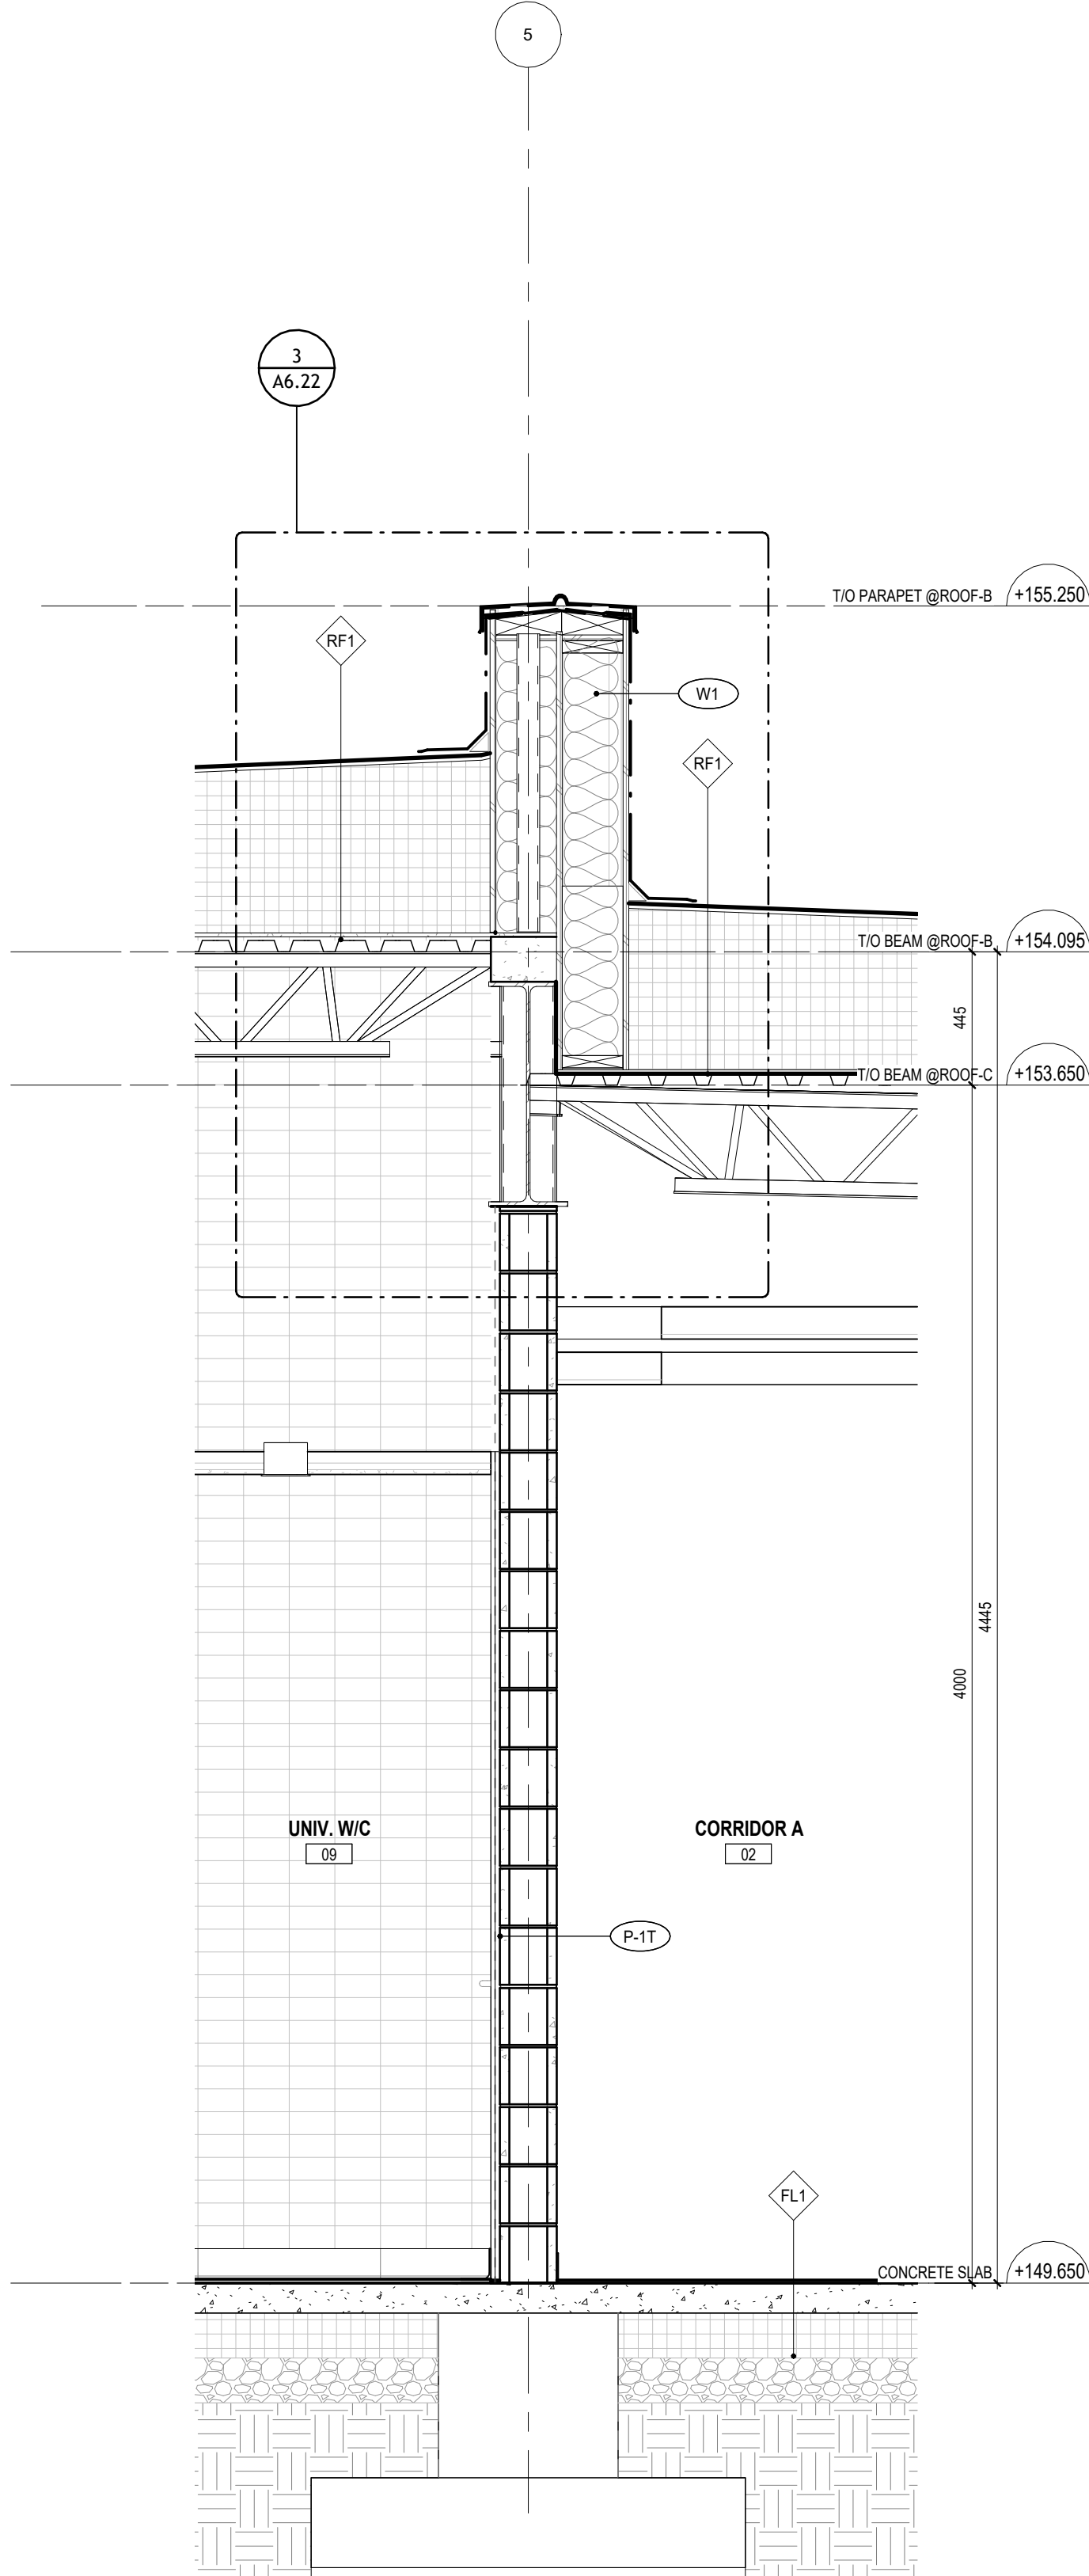 5
3
A6.22
T/O PARAPET @ROOF-B +155.250
RF1
W1
RF1
T/O BEAM @ROOF-B +154.095
445
T/O BEAM @ROOF-C +153.650
4445
4000
UNIV. W/C
09
CORRIDOR A
02
P-1T
FL1
CONCRETE SLAB +149.650